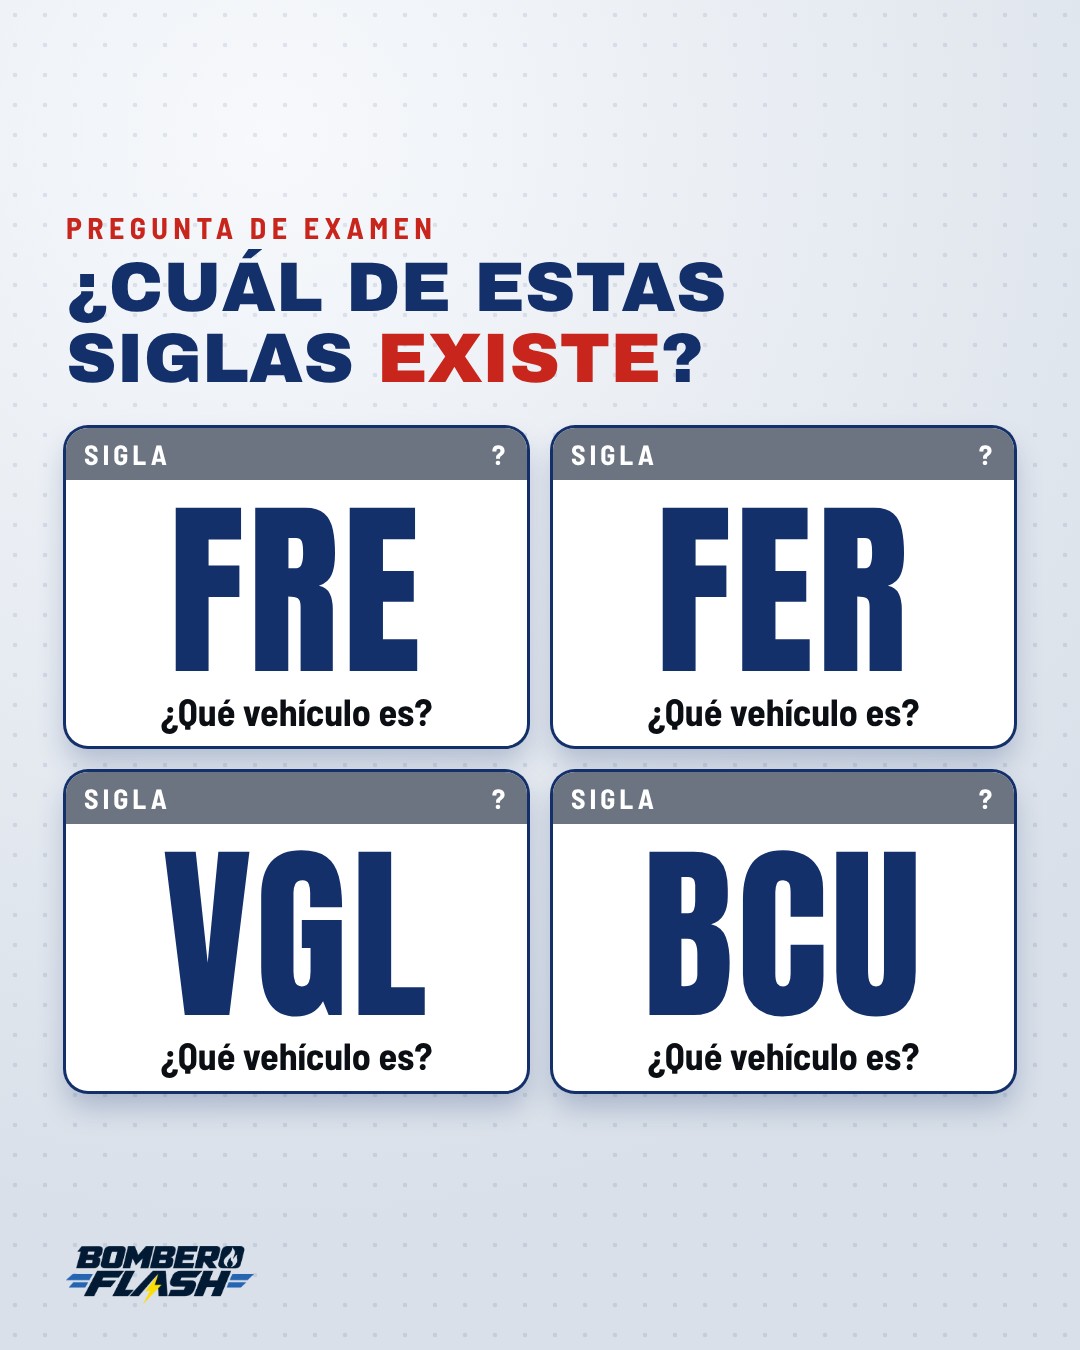 PREGUNTA DE EXAMEN
¿CUÁL DE ESTAS
SIGLAS EXISTE?
SIGLA ?
FRE
¿Qué vehículo es?
SIGLA ?
FER
¿Qué vehículo es?
SIGLA ?
VGL
¿Qué vehículo es?
SIGLA ?
BCU
¿Qué vehículo es?
BOMBERO
FLASH